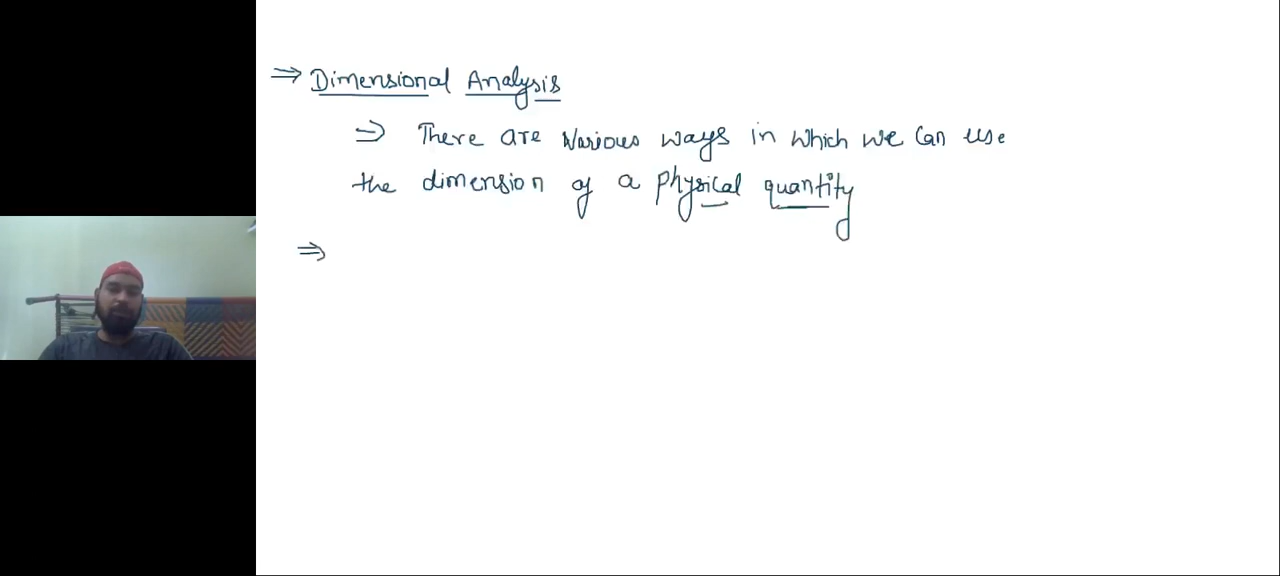 ⇒ Dimensional Analysis
⇒ There are various ways in which we can use
the dimension of a physical quantity
⇒